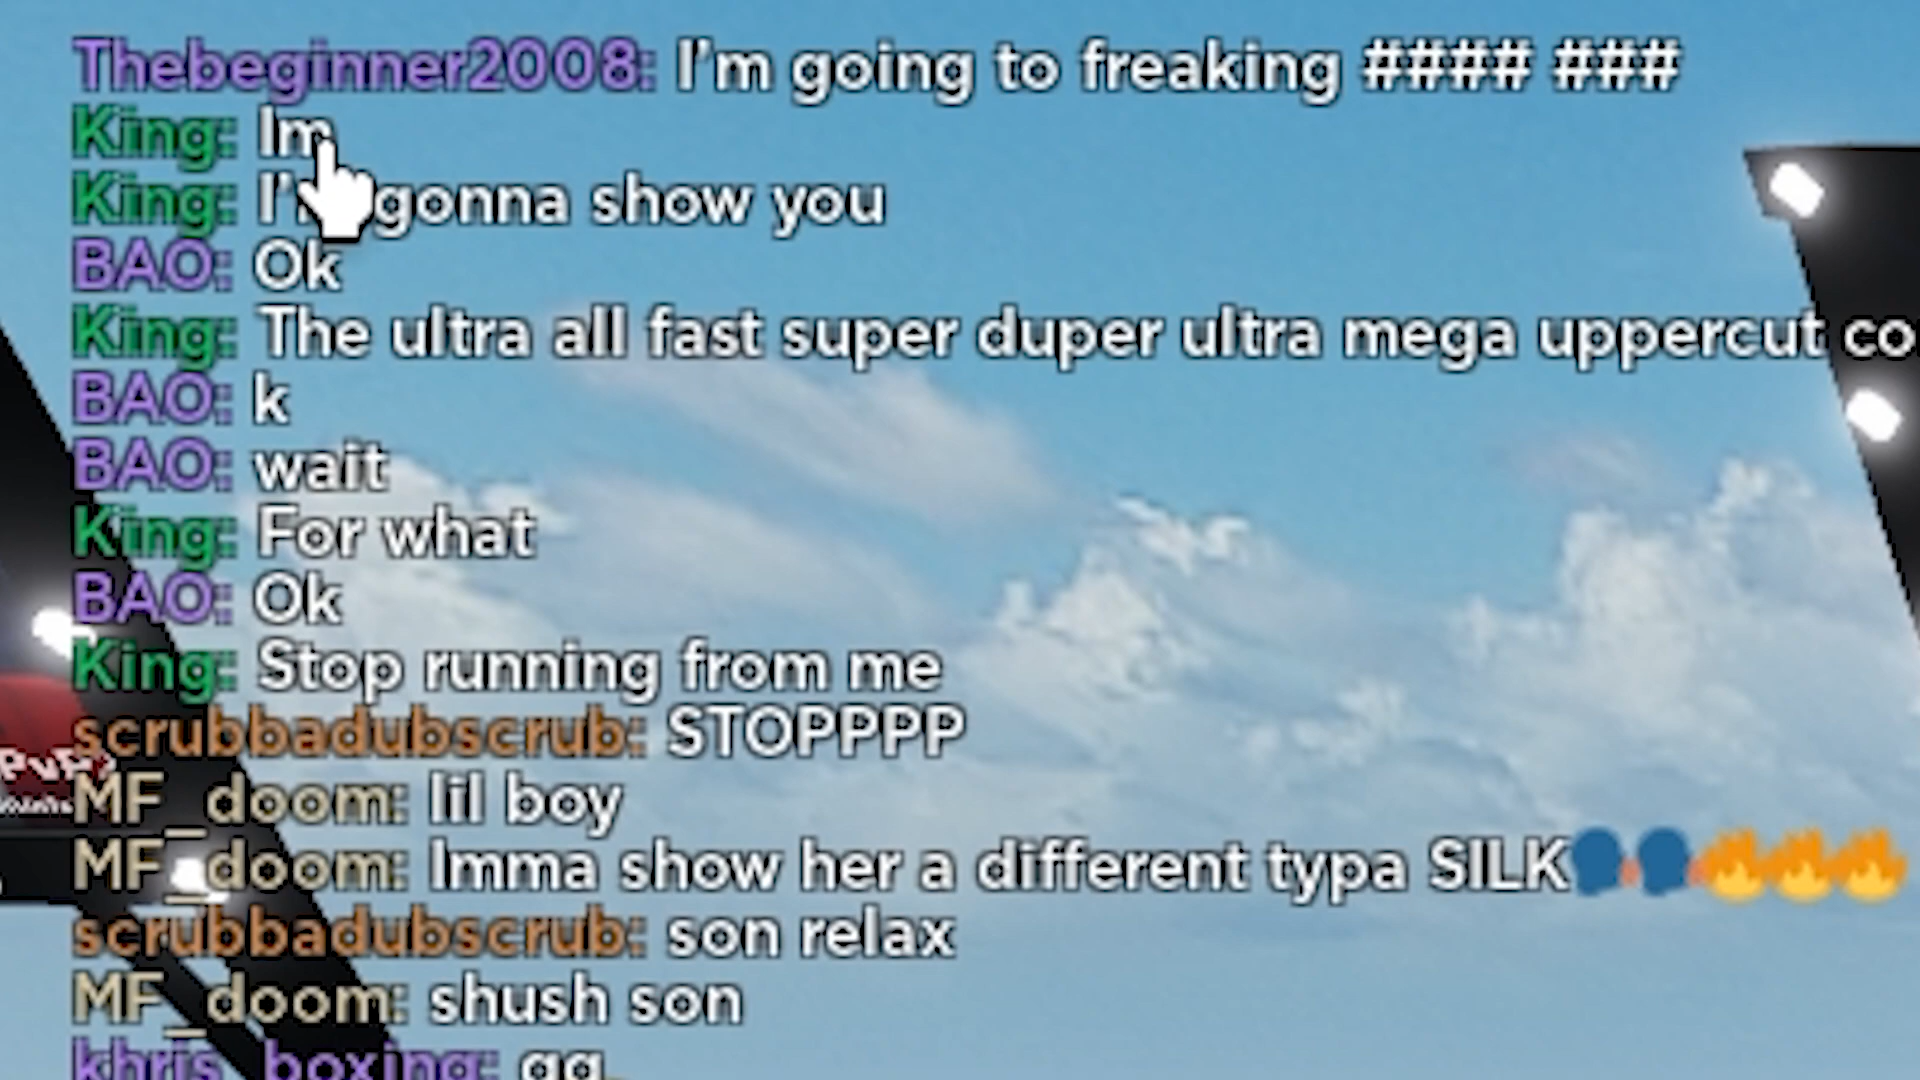 Thebeginner2008: I'm going to freaking #### ###
King: Im
King: gonna show you
BAO: Ok
King: The ultra all fast super duper ultra mega uppercut co
BAO: k
BAO: wait
King: For what
BAO: Ok
King: Stop running from me
scrubbadubscrub: STOPPPP
MF_doom: lil boy
MF_doom: Imma show her a different typa SILK🗣️🗣️🔥🔥🔥
scrubbadubscrub: son relax
MF_doom: shush son
khris_boxing: gg